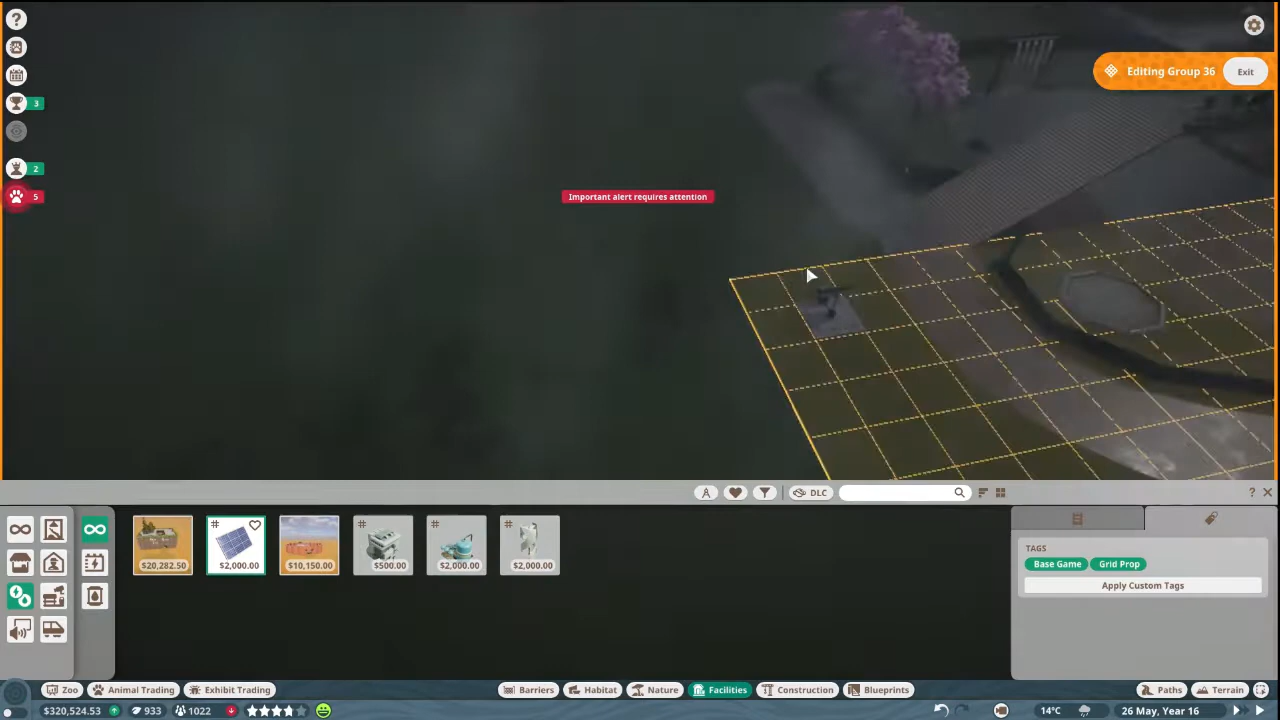 ?
Editing Group 36
Exit
3
2
5
Important alert requires attention
DLC
?
$20,282.50
$2,000.00
$10,150.00
$500.00
$2,000.00
$2,000.00
TAGS
Base Game
Grid Prop
Apply Custom Tags
Zoo
Animal Trading
Exhibit Trading
Barriers
Habitat
Nature
Facilities
Construction
Blueprints
Paths
Terrain
$320,524.53
933
1022
14°C
26 May, Year 16